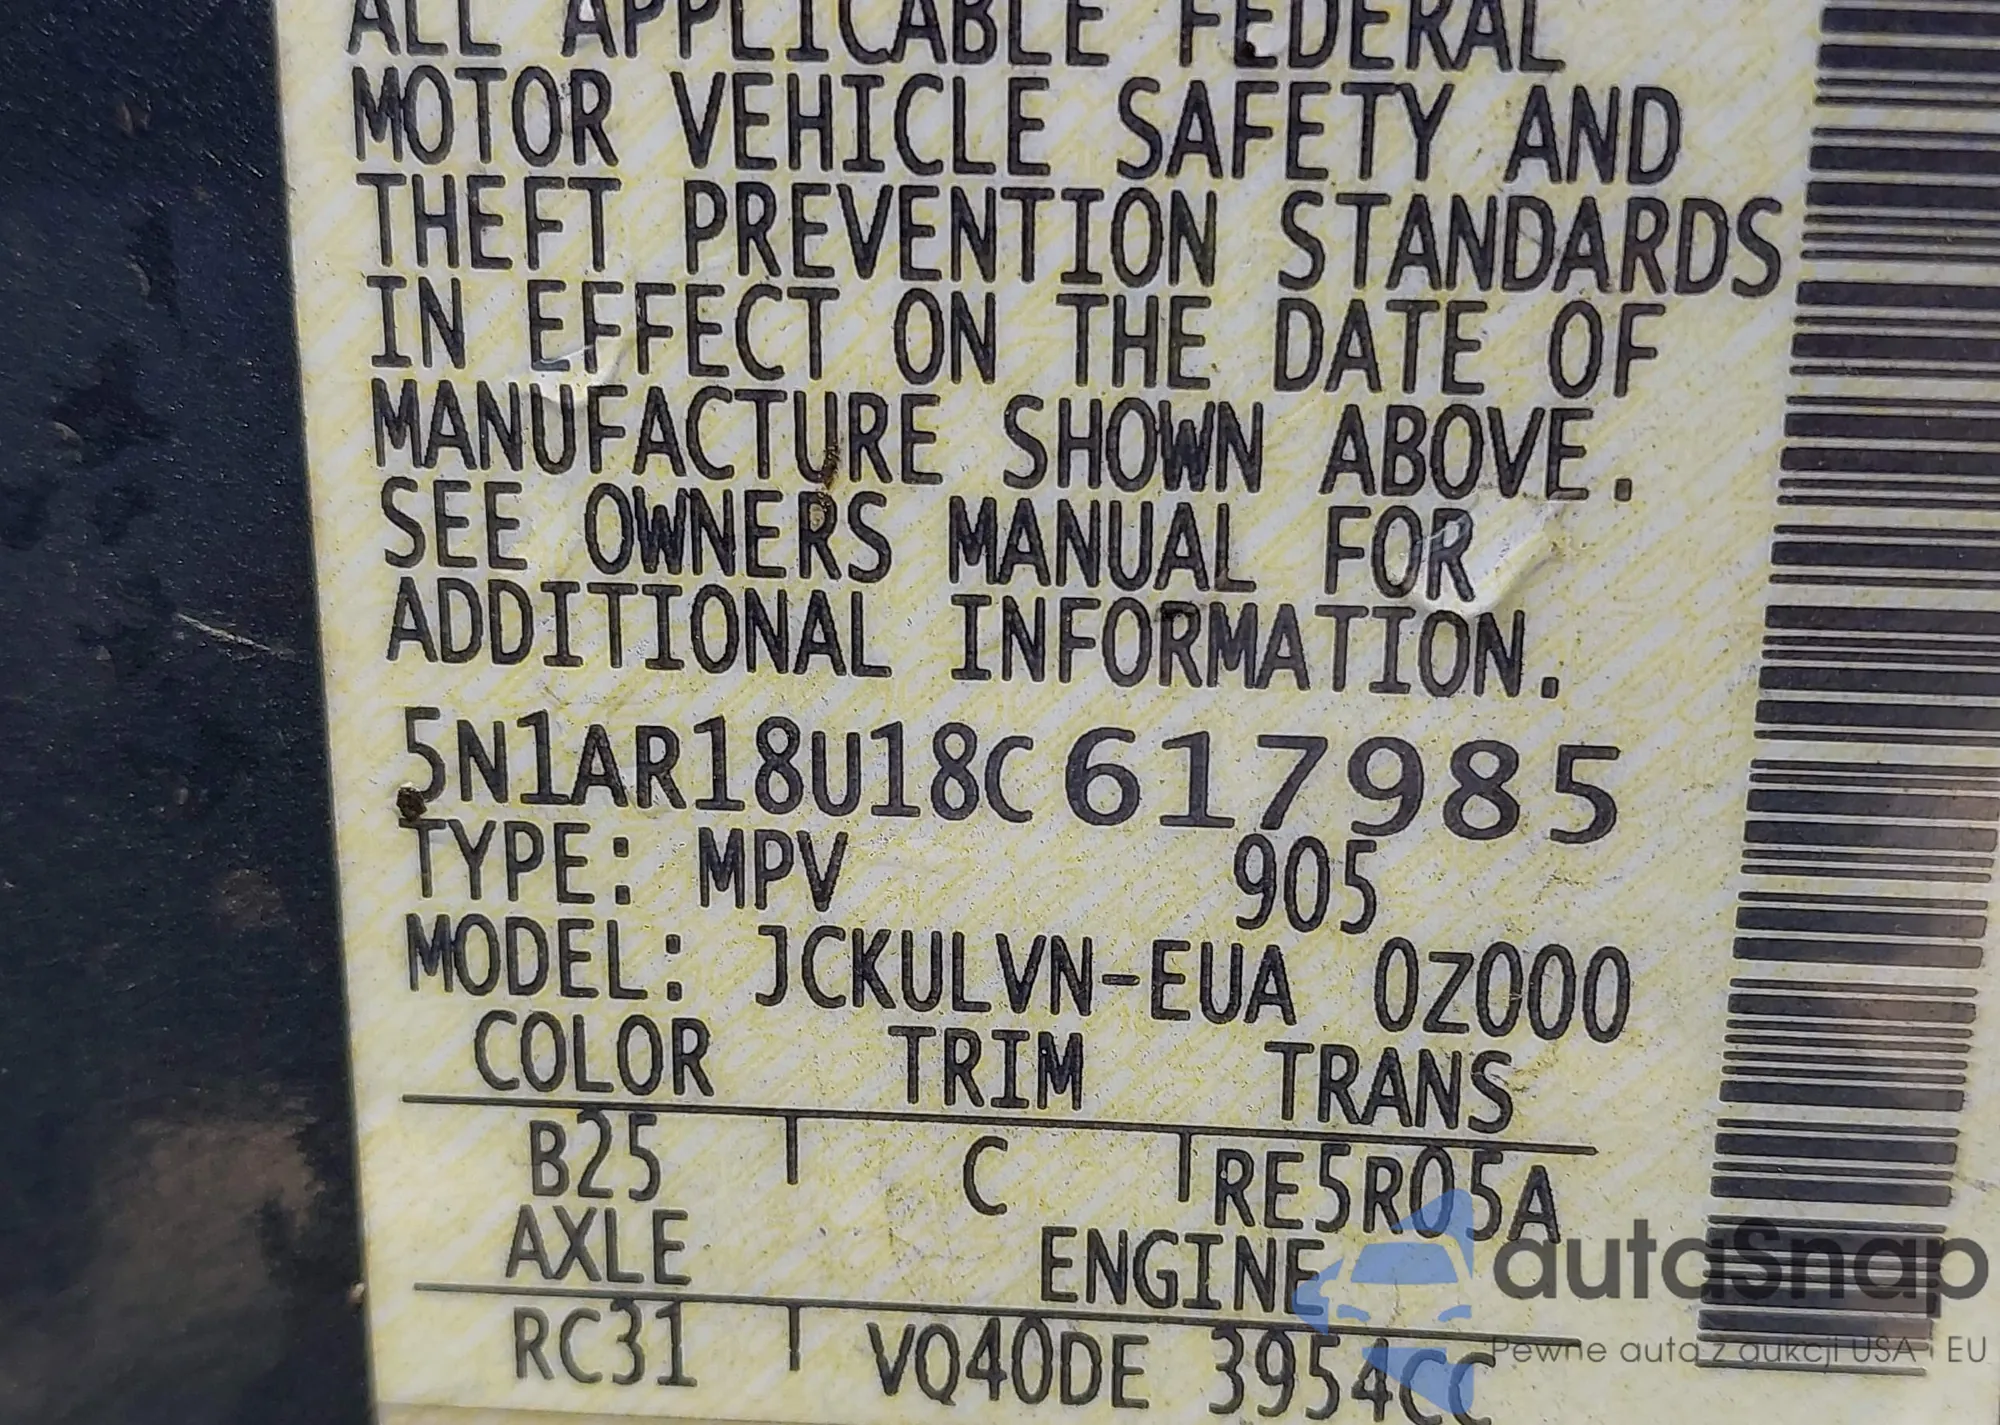 ALL APPLICABLE FEDERAL
MOTOR VEHICLE SAFETY AND
THEFT PREVENTION STANDARDS
IN EFFECT ON THE DATE OF
MANUFACTURE SHOWN ABOVE.
SEE OWNERS MANUAL FOR
ADDITIONAL INFORMATION.
5N1AR18U18C617985
TYPE: MPV 905
MODEL: JCKULVN-EUA 0Z000
COLOR TRIM TRANS
B25 C RE5R05A
AXLE ENGINE
RC31 VQ40DE 3954CC
autaSnap
Pewne auta z aukcji USA i EU